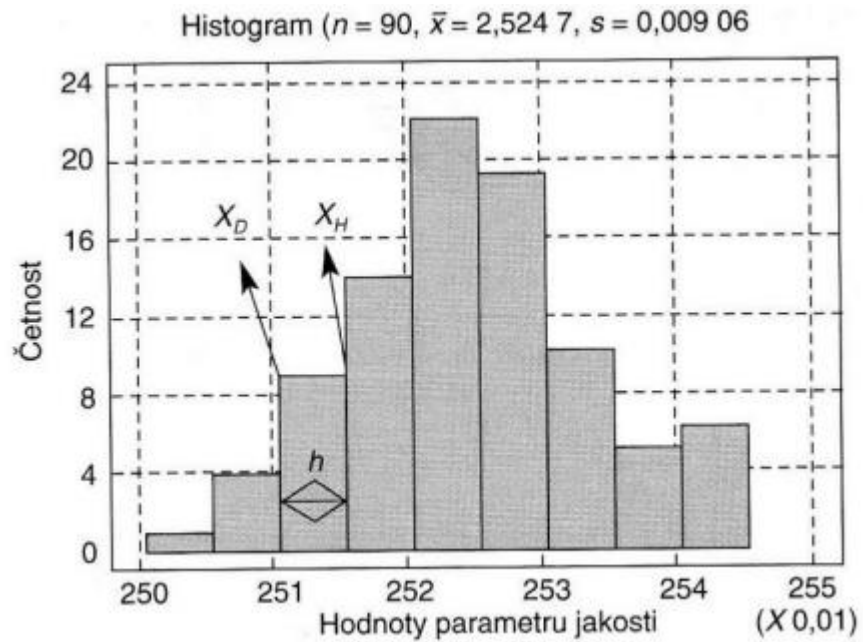 Histogram (n = 90, x̄ = 2,524 7, s = 0,009 06
Četnost
24
20
16
12
8
4
0
X_D
X_H
h
250 251 252 253 254 255
Hodnoty parametru jakosti (X 0,01)